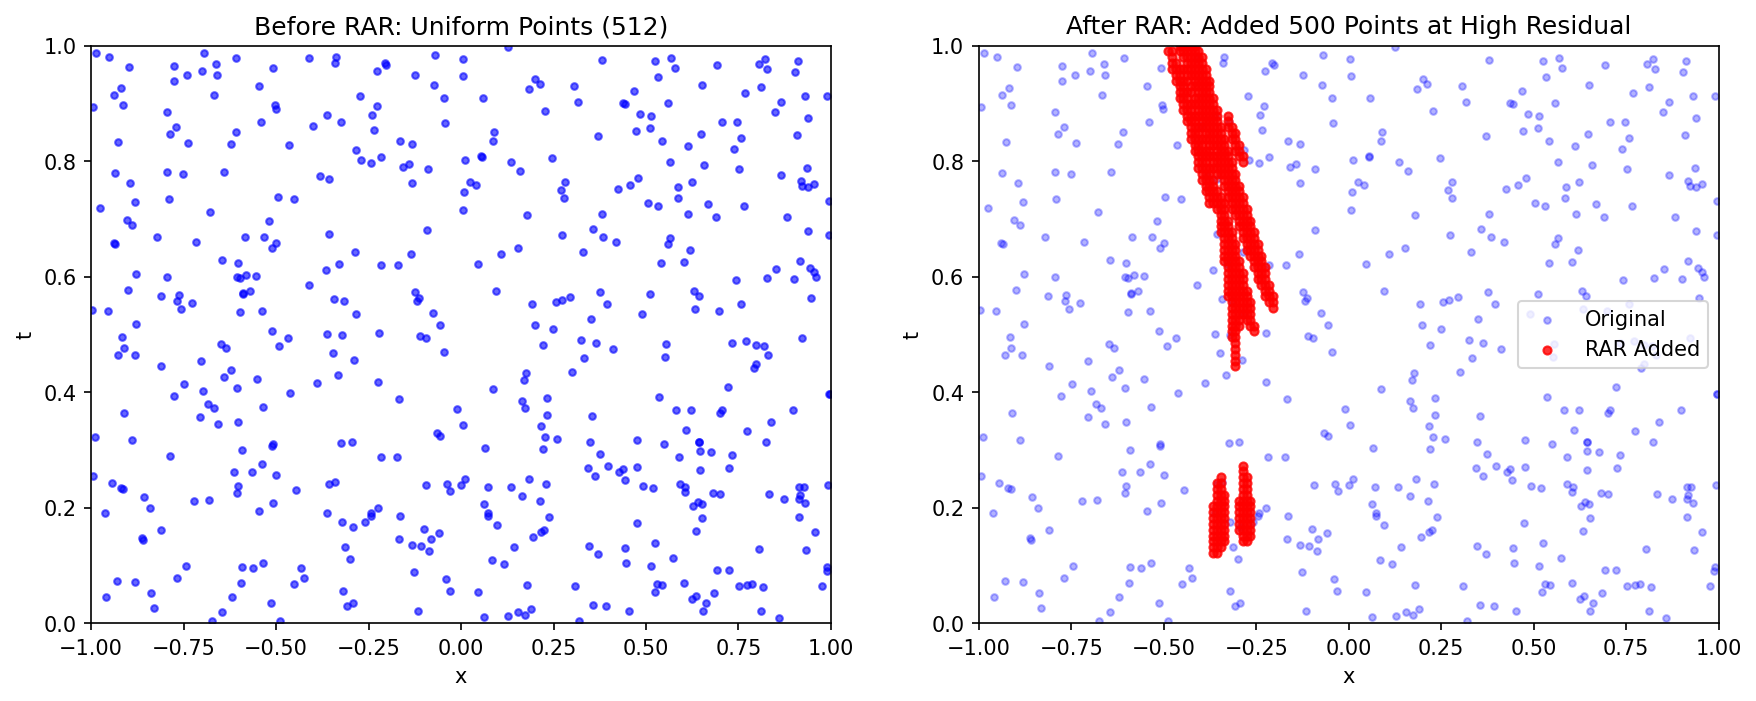 Before RAR: Uniform Points (512)
1.0
0.8
0.6
0.4
0.2
0.0
t
−1.00 −0.75 −0.50 −0.25 0.00 0.25 0.50 0.75 1.00
x
After RAR: Added 500 Points at High Residual
1.0
0.8
0.6
0.4
0.2
0.0
t
Original
RAR Added
−1.00 −0.75 −0.50 −0.25 0.00 0.25 0.50 0.75 1.00
x